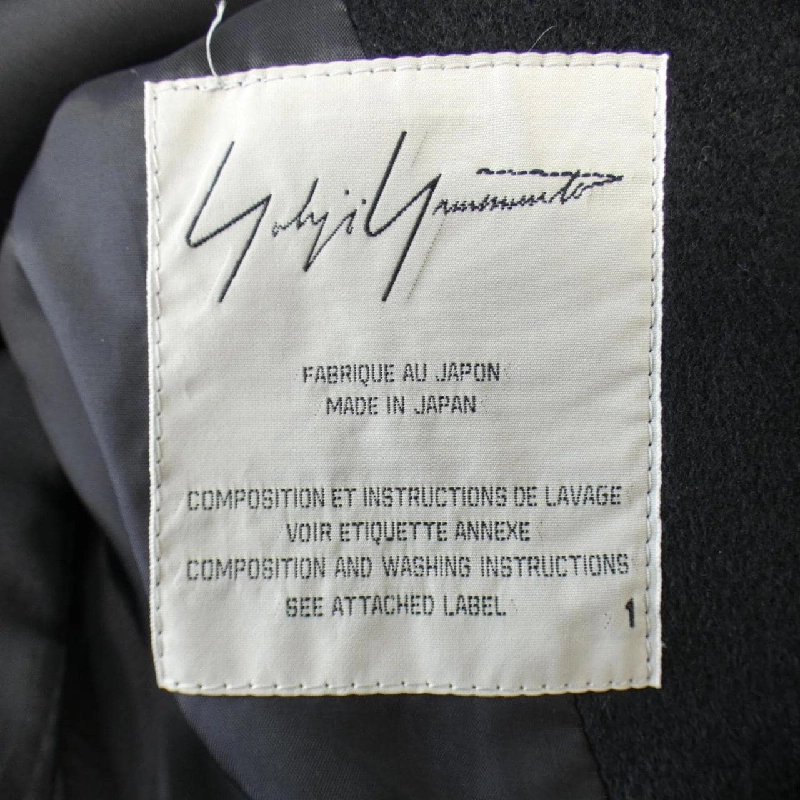 Yohji Yamamoto
FABRIQUE AU JAPON
MADE IN JAPAN
COMPOSITION ET INSTRUCTIONS DE LAVAGE
VOIR ETIQUETTE ANNEXE
COMPOSITION AND WASHING INSTRUCTIONS
SEE ATTACHED LABEL
1